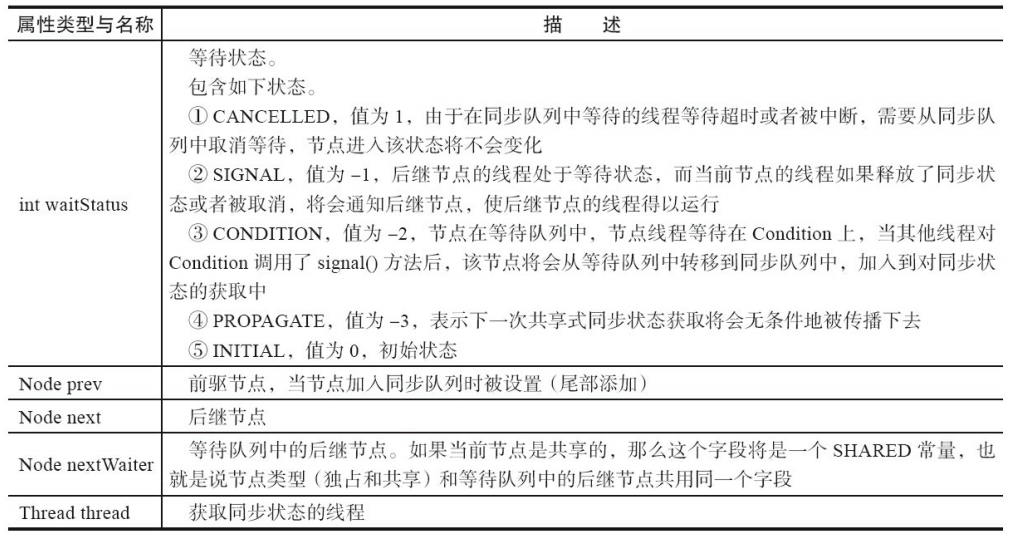 属性类型与名称 描 述
等待状态。
包含如下状态。
① CANCELLED，值为 1，由于在同步队列中等待的线程等待超时或者被中断，需要从同步队
列中取消等待，节点进入该状态将不会变化
② SIGNAL，值为 –1，后继节点的线程处于等待状态，而当前节点的线程如果释放了同步状
int waitStatus
态或者被取消，将会通知后继节点，使后继节点的线程得以运行
③ CONDITION，值为 –2，节点在等待队列中，节点线程等待在 Condition 上，当其他线程对
Condition 调用了 signal() 方法后，该节点将会从等待队列中转移到同步队列中，加入到对同步状
态的获取中
④ PROPAGATE，值为 –3，表示下一次共享式同步状态获取将会无条件地被传播下去
⑤ INITIAL，值为 0，初始状态
Node prev 前驱节点，当节点加入同步队列时被设置（尾部添加）
Node next 后继节点
Node nextWaiter
等待队列中的后继节点。如果当前节点是共享的，那么这个字段将是一个 SHARED 常量，也
就是说节点类型（独占和共享）和等待队列中的后继节点共用同一个字段
Thread thread 获取同步状态的线程